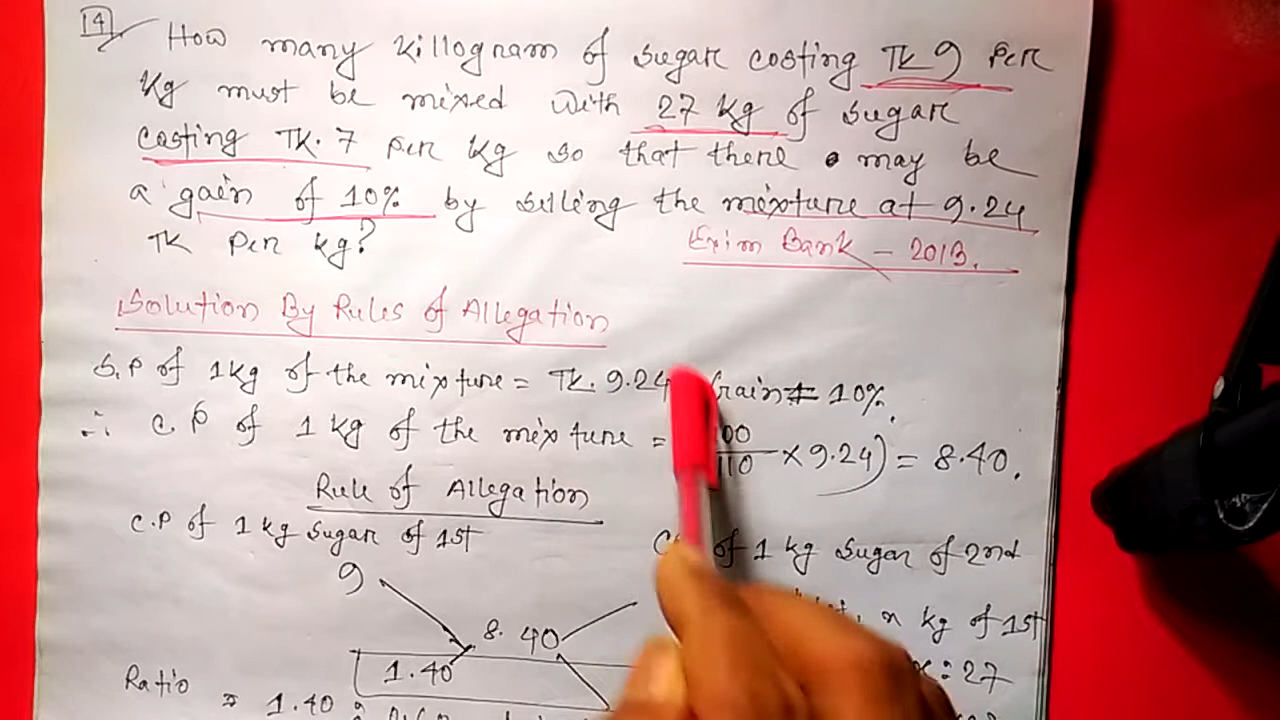 14
How many killogram of sugar costing TK 9 Per
Kg must be mixed with 27 kg of sugar
costing TK. 7 per kg so that there may be
a gain of 10% by silling the mixture at 9.24
TK Per kg?
Exim Bank - 2013.
Solution By Rules of Allegation
S.P of 1kg of the mixture = TK. 9.24 Gain = 10%.
∴ C.P of 1 kg of the mixture = 100/110 × 9.24) = 8.40.
Rule of Allegation
C.P of 1 kg sugar of 1st
of 1 kg sugar of 2nd
9
8.40
kg of 1st
1.40
: 27
Ratio = 1.40 :